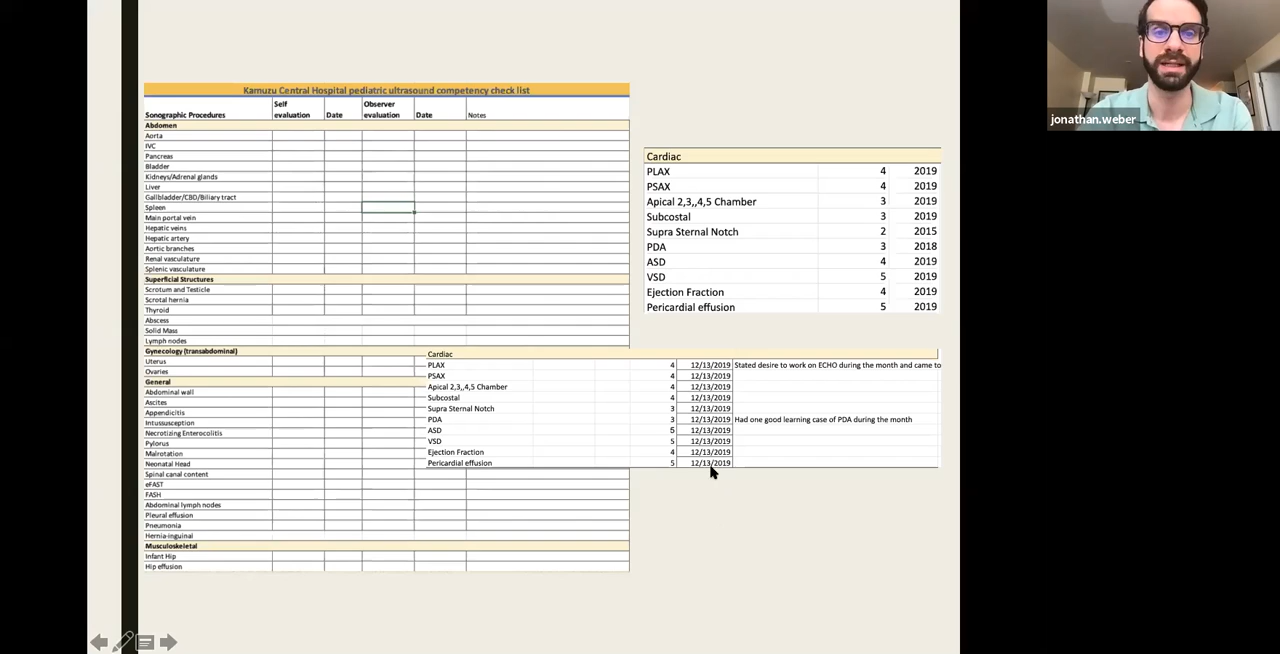 Kamuzu Central Hospital pediatric ultrasound competency check list
Sonographic Procedures Self evaluation Date Observer evaluation Date Notes
Abdomen
Aorta
IVC
Pancreas
Bladder
Kidneys/Adrenal glands
Liver
Gallbladder/CBD/Biliary tract
Spleen
Main portal vein
Hepatic veins
Hepatic artery
Aortic branches
Renal vasculature
Splenic vasculature
Superficial Structures
Scrotum and Testicle
Scrotal hernia
Thyroid
Abscess
Solid Mass
Lymph nodes
Gynecology (transabdominal)
Uterus
Ovaries
General
Abdominal wall
Ascites
Appendicitis
Intussusception
Necrotizing Enterocolitis
Pylorus
Malrotation
Neonatal Head
Spinal canal content
eFAST
FASH
Abdominal lymph nodes
Pleural effusion
Pneumonia
Hernia-inguinal
Musculoskeletal
Infant Hip
Hip effusion
Cardiac
PLAX 4 2019
PSAX 4 2019
Apical 2,3,,4,5 Chamber 3 2019
Subcostal 3 2019
Supra Sternal Notch 2 2015
PDA 3 2018
ASD 4 2019
VSD 5 2019
Ejection Fraction 4 2019
Pericardial effusion 5 2019
Cardiac
PLAX 4 12/13/2019 Stated desire to work on ECHO during the month and came to
PSAX 4 12/13/2019
Apical 2,3,,4,5 Chamber 4 12/13/2019
Subcostal 4 12/13/2019
Supra Sternal Notch 3 12/13/2019
PDA 3 12/13/2019 Had one good learning case of PDA during the month
ASD 5 12/13/2019
VSD 5 12/13/2019
Ejection Fraction 4 12/13/2019
Pericardial effusion 5 12/13/2019
jonathan.weber